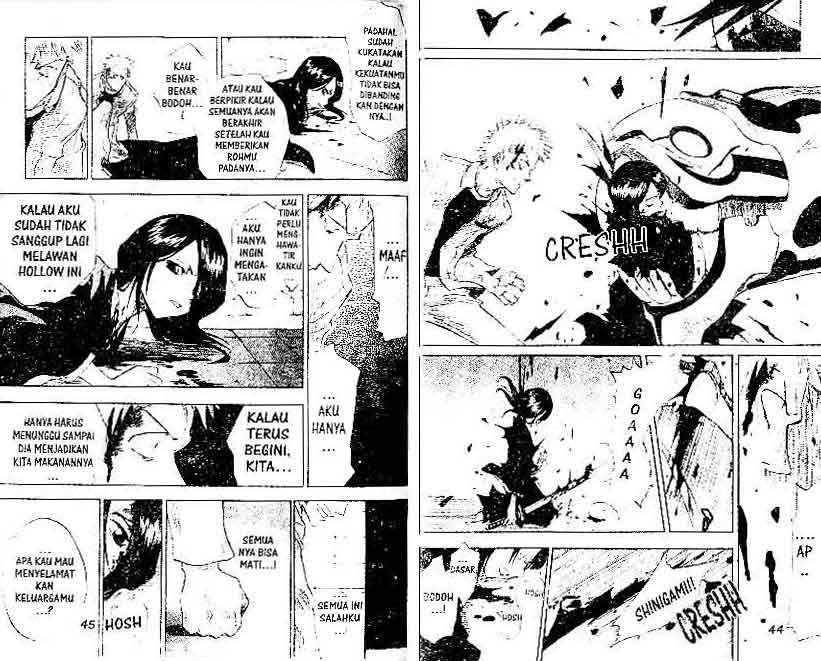 CRESHH
GOAAAA
....
AP
..
SHINIGAMI!!!
CRESHH
...
DASAR
BODOH
...!
HOSH
44
PADAHAL
SUDAH
KUKATAKAN
KALAU
KEKUATANMU
TIDAK BISA
DIBANDING
KAN DENGAN
NYA...!
ATAU KAU
BERPIKIR KALAU
SEMUANYA AKAN
BERAKHIR
SETELAH KAU
MEMBERIKAN
ROHMU
PADANYA...
KAU
BENAR-
BENAR
BODOH...
!
...
MAAF
!...
... AKU
HANYA
...
KAU
TIDAK
PERLU
MENG-
HAWA-
TIR
KANKU
...
...
AKU
HANYA
INGIN
MENGA-
TAKAN
...
KALAU AKU
SUDAH TIDAK
SANGGUP LAGI
MELAWAN
HOLLOW INI
...
KALAU
TERUS
BEGINI,
KITA...
HANYA HARUS
MENUNGGU SAMPAI
DIA MENJADIKAN
KITA MAKANANNYA
...
SEMUA INI
SALAHKU
...
SEMUA
NYA BISA
MATI...!
HOSH
...
APA KAU MAU
MENYELAMAT
KAN
KELUARGAMU
...?
45